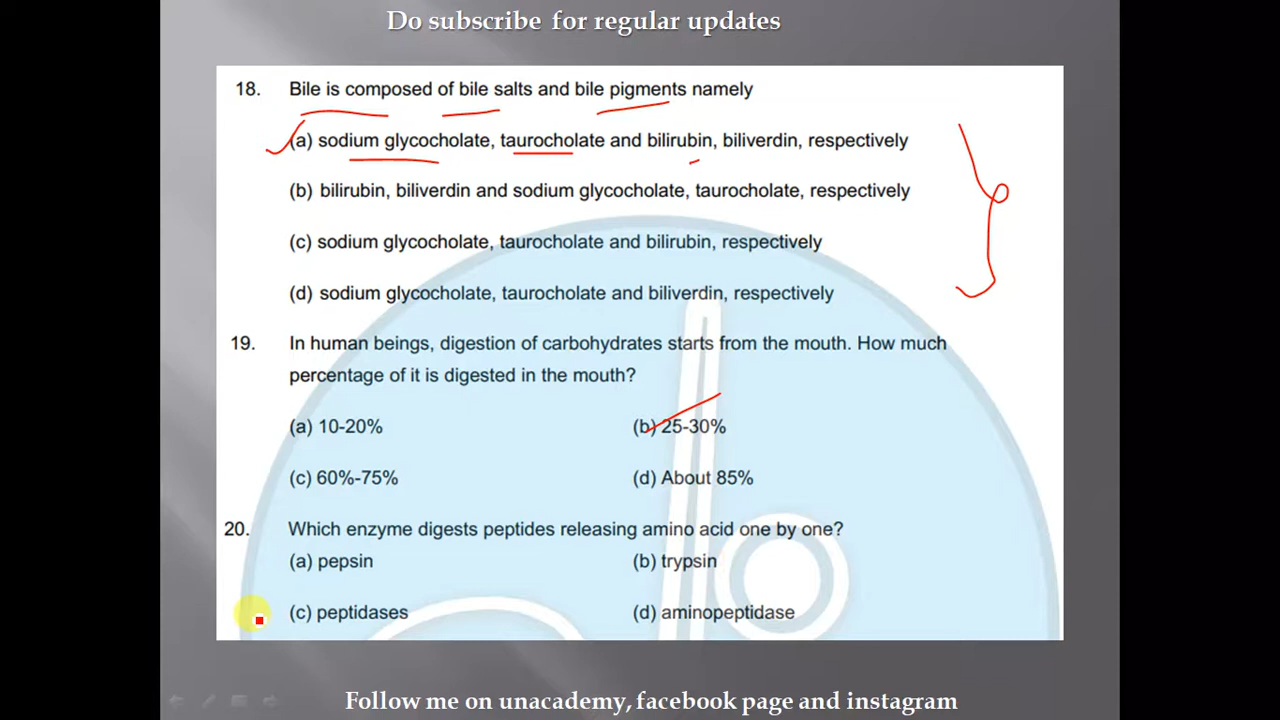 Do subscribe for regular updates
18. Bile is composed of bile salts and bile pigments namely
(a) sodium glycocholate, taurocholate and bilirubin, biliverdin, respectively
(b) bilirubin, biliverdin and sodium glycocholate, taurocholate, respectively
(c) sodium glycocholate, taurocholate and bilirubin, respectively
(d) sodium glycocholate, taurocholate and biliverdin, respectively
19. In human beings, digestion of carbohydrates starts from the mouth. How much
percentage of it is digested in the mouth?
(a) 10-20% (b) 25-30%
(c) 60%-75% (d) About 85%
20. Which enzyme digests peptides releasing amino acid one by one?
(a) pepsin (b) trypsin
(c) peptidases (d) aminopeptidase
Follow me on unacademy, facebook page and instagram